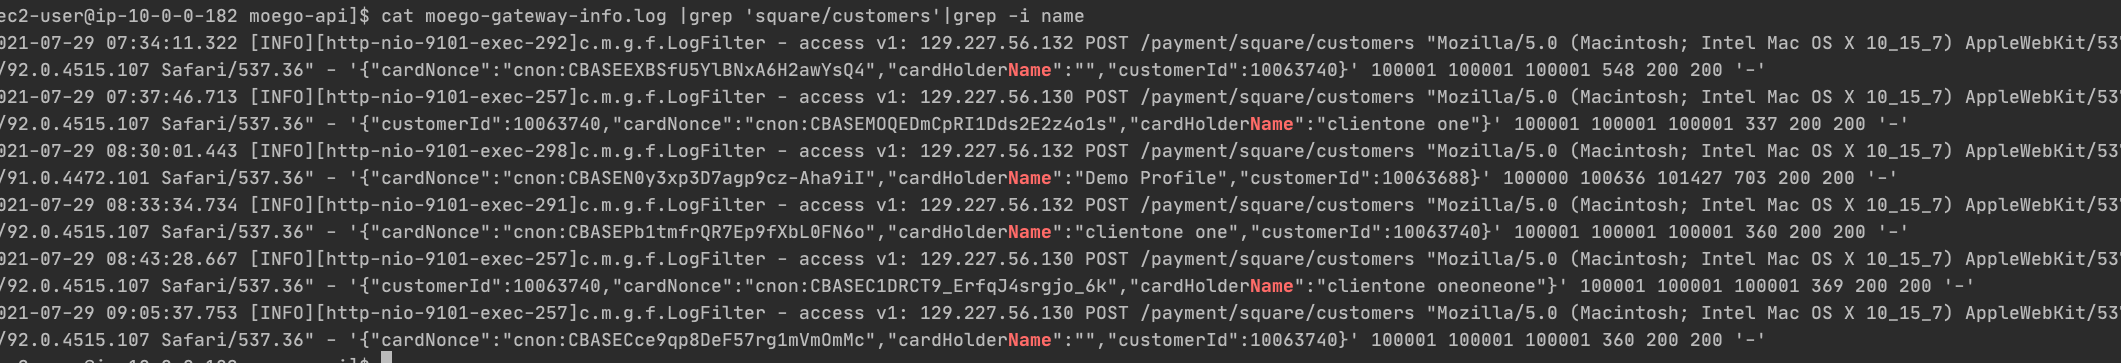 ec2-user@ip-10-0-0-182 moego-api]$ cat moego-gateway-info.log |grep 'square/customers'|grep -i name
021-07-29 07:34:11.322 [INFO][http-nio-9101-exec-292]c.m.g.f.LogFilter - access v1: 129.227.56.132 POST /payment/square/customers "Mozilla/5.0 (Macintosh; Intel Mac OS X 10_15_7) AppleWebKit/537
/92.0.4515.107 Safari/537.36" - '{"cardNonce":"cnon:CBASEEXBSfU5YlBNxA6H2awYsQ4","cardHolderName":"","customerId":10063740}' 100001 100001 100001 548 200 200 '-'
021-07-29 07:37:46.713 [INFO][http-nio-9101-exec-257]c.m.g.f.LogFilter - access v1: 129.227.56.130 POST /payment/square/customers "Mozilla/5.0 (Macintosh; Intel Mac OS X 10_15_7) AppleWebKit/537
/92.0.4515.107 Safari/537.36" - '{"customerId":10063740,"cardNonce":"cnon:CBASEMOQEDmCpRI1Dds2E2z4o1s","cardHolderName":"clientone one"}' 100001 100001 100001 337 200 200 '-'
021-07-29 08:30:01.443 [INFO][http-nio-9101-exec-298]c.m.g.f.LogFilter - access v1: 129.227.56.132 POST /payment/square/customers "Mozilla/5.0 (Macintosh; Intel Mac OS X 10_15_7) AppleWebKit/537
/91.0.4472.101 Safari/537.36" - '{"cardNonce":"cnon:CBASEN0y3xp3D7agp9cz-Aha9iI","cardHolderName":"Demo Profile","customerId":10063688}' 100000 100636 101427 703 200 200 '-'
021-07-29 08:33:34.734 [INFO][http-nio-9101-exec-291]c.m.g.f.LogFilter - access v1: 129.227.56.132 POST /payment/square/customers "Mozilla/5.0 (Macintosh; Intel Mac OS X 10_15_7) AppleWebKit/537
/92.0.4515.107 Safari/537.36" - '{"cardNonce":"cnon:CBASEPb1tmfrQR7Ep9fXbL0FN6o","cardHolderName":"clientone one","customerId":10063740}' 100001 100001 100001 360 200 200 '-'
021-07-29 08:43:28.667 [INFO][http-nio-9101-exec-257]c.m.g.f.LogFilter - access v1: 129.227.56.130 POST /payment/square/customers "Mozilla/5.0 (Macintosh; Intel Mac OS X 10_15_7) AppleWebKit/537
/92.0.4515.107 Safari/537.36" - '{"customerId":10063740,"cardNonce":"cnon:CBASEC1DRCT9_ErfqJ4srgjo_6k","cardHolderName":"clientone oneoneone"}' 100001 100001 100001 369 200 200 '-'
021-07-29 09:05:37.753 [INFO][http-nio-9101-exec-257]c.m.g.f.LogFilter - access v1: 129.227.56.130 POST /payment/square/customers "Mozilla/5.0 (Macintosh; Intel Mac OS X 10_15_7) AppleWebKit/537
/92.0.4515.107 Safari/537.36" - '{"cardNonce":"cnon:CBASECce9qp8DeF57rg1mVmOmMc","cardHolderName":"","customerId":10063740}' 100001 100001 100001 360 200 200 '-'
ec2-user@ip-10-0-0-182 moego-api]$